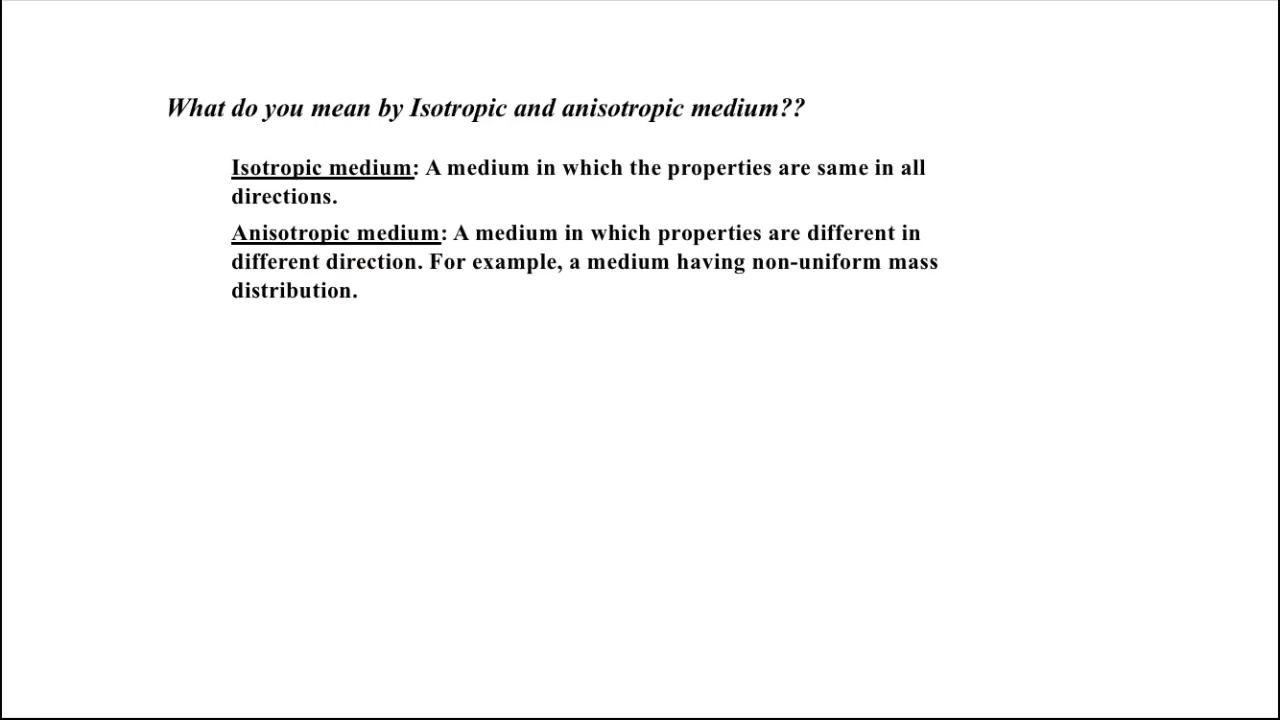 What do you mean by Isotropic and anisotropic medium??
Isotropic medium: A medium in which the properties are same in all
directions.
Anisotropic medium: A medium in which properties are different in
different direction. For example, a medium having non-uniform mass
distribution.